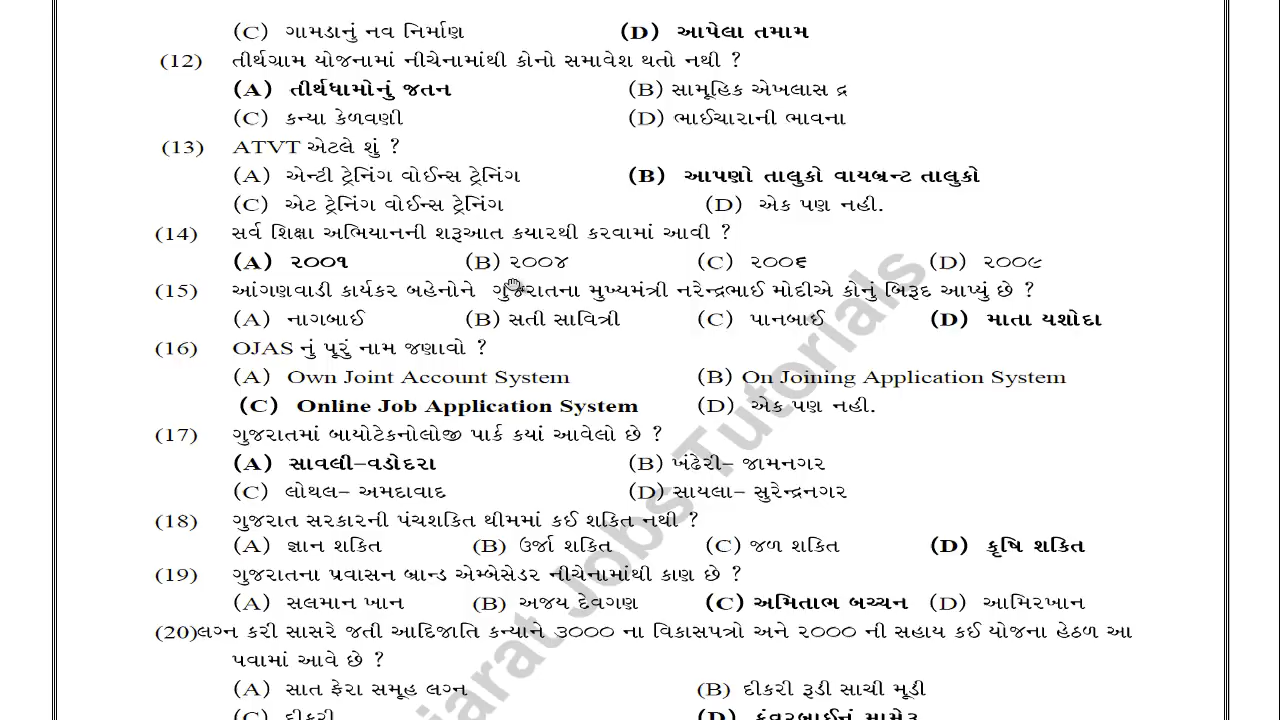 (C) ગામડાનું નવ નિર્માણ (D) આપેલા તમામ
(12) તીર્થગ્રામ યોજનામાં નીચેનામાંથી કોનો સમાવેશ થતો નથી ?
(A) તીર્થધામોનું જતન (B) સામૂહિક એખલાસ દ્ર
(C) કન્યા કેળવણી (D) ભાઈચારાની ભાવના
(13) ATVT એટલે શું ?
(A) એન્ટી ટ્રેનિંગ વોઈન્સ ટ્રેનિંગ (B) આપણો તાલુકો વાયબ્રન્ટ તાલુકો
(C) એટ ટ્રેનિંગ વોઈન્સ ટ્રેનિંગ (D) એક પણ નહી.
(14) સર્વ શિક્ષા અભિયાનની શરૂઆત કયારથી કરવામાં આવી ?
(A) ૨૦૦૧ (B) ૨૦૦૪ (C) ૨૦૦૬ (D) ૨૦૦૯
(15) આંગણવાડી કાર્યકર બહેનોને ગુજરાતના મુખ્યમંત્રી નરેન્દ્રભાઈ મોદીએ કોનું બિરૂદ આપ્યું છે ?
(A) નાગબાઈ (B) સતી સાવિત્રી (C) પાનબાઈ (D) માતા યશોદા
(16) OJAS નું પૂરું નામ જણાવો ?
(A) Own Joint Account System (B) On Joining Application System
(C) Online Job Application System (D) એક પણ નહી.
(17) ગુજરાતમાં બાયોટેકનોલોજી પાર્ક કયાં આવેલો છે ?
(A) સાવલી–વડોદરા (B) ખંઢેરી– જામનગર
(C) લોથલ– અમદાવાદ (D) સાયલા– સુરેન્દ્રનગર
(18) ગુજરાત સરકારની પંચશકિત થીમમાં કઈ શકિત નથી ?
(A) જ્ઞાન શકિત (B) ઉર્જા શકિત (C) જળ શકિત (D) કૃષિ શકિત
(19) ગુજરાતના પ્રવાસન બ્રાન્ડ એમ્બેસેડર નીચેનામાંથી કાણ છે ?
(A) સલમાન ખાન (B) અજય દેવગણ (C) અમિતાભ બચ્ચન (D) આમિરખાન
(20) લગ્ન કરી સાસરે જતી આદિજાતિ કન્યાને ૩૦૦૦ ના વિકાસપત્રો અને ૨૦૦૦ ની સહાય કઈ યોજના હેઠળ આ
પવામાં આવે છે ?
(A) સાત ફેરા સમૂહ લગ્ન (B) દીકરી રૂડી સાચી મૂડી
(C) દીકરી (D) કુંવરબાઈનું મામેરૂ
Jobs Tutorials